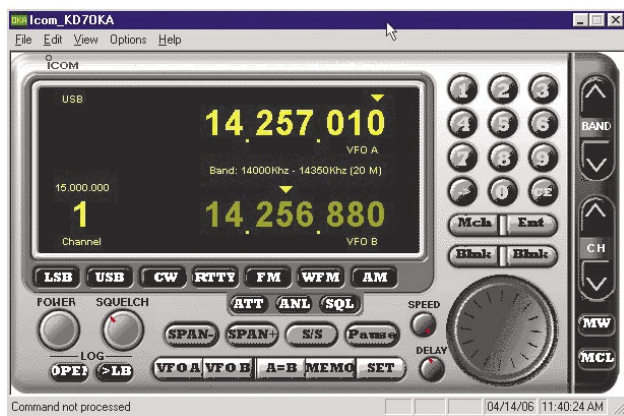 OKA Icom_KD7OKA
File Edit View Options Help
ICOM
USB
14.257.010
VFO A
Band: 14000Khz - 14350Khz (20 M)
15.000.000
1
Channel
14.256.880
VFO B
1 2 3
4 5 6
7 8 9
-> 0 CE
Mch Ent
Blnk Blnk
BAND
CH
MW
MCL
LSB USB CW RTTY FM WFM AM
POWER SQUELCH
ATT ANL SQL
SPEED
SPAN- SPAN+ S/S Pause
DELAY
LOG
OPEN >LB
VFO A VFO B A=B MEMO SET
Command not processed
04/14/06 11:40:24 AM